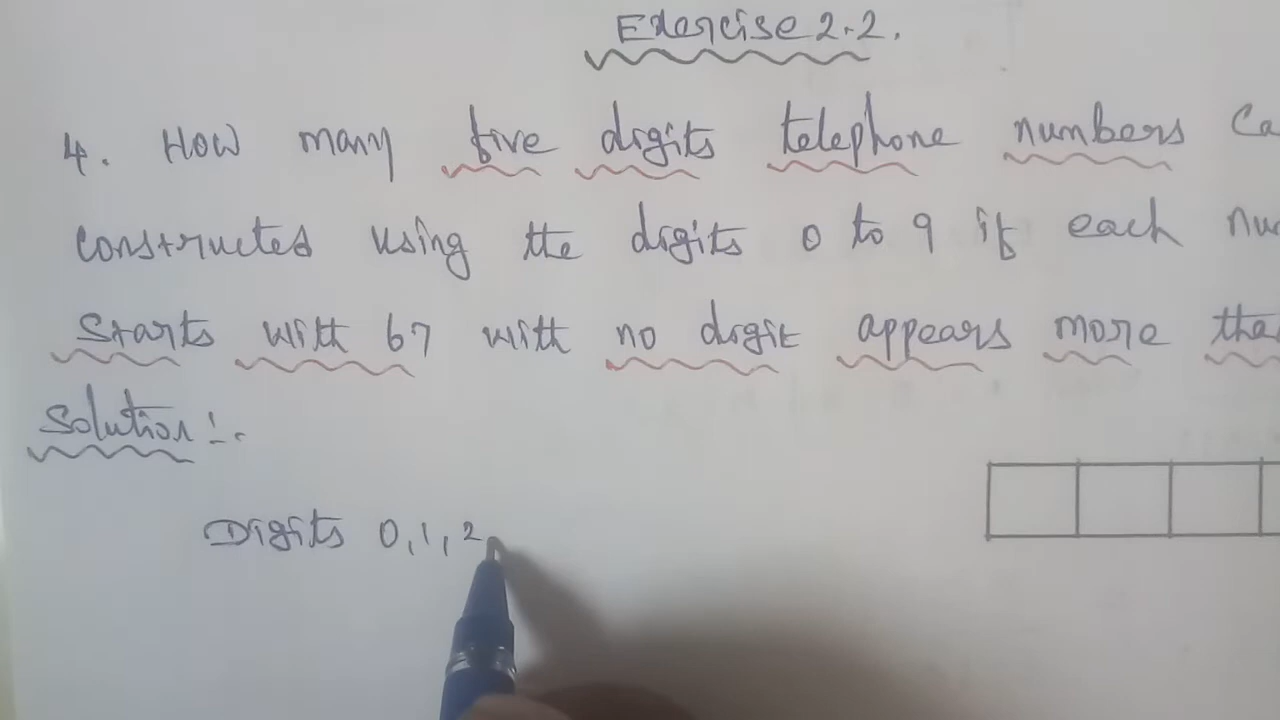 Exercise 2.2.
4. How many five digits telephone numbers Ca
constructed using the digits 0 to 9 if each nu
Starts with 67 with no digit appears more tha
Solution:-
Digits 0, 1, 2